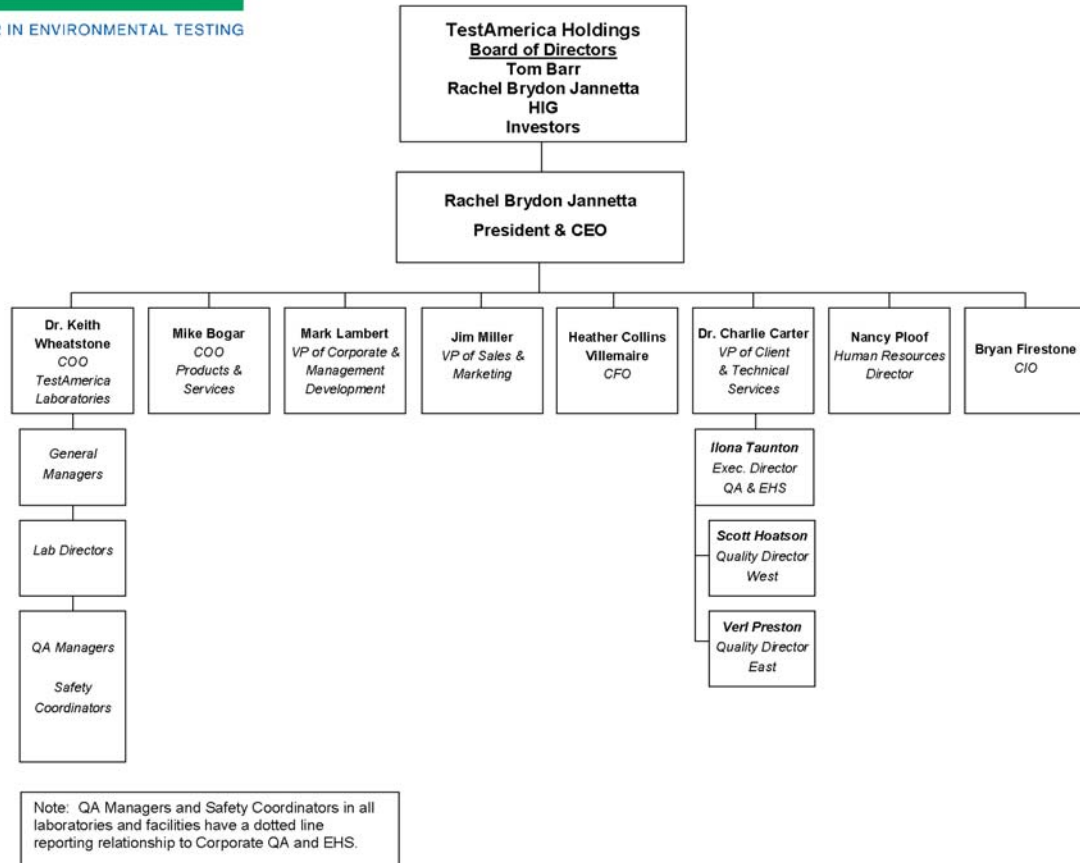 IN ENVIRONMENTAL TESTING
TestAmerica Holdings
Board of Directors
Tom Barr
Rachel Brydon Jannetta
HIG
Investors
Rachel Brydon Jannetta
President & CEO
Dr. Keith
Wheatstone
COO
TestAmerica
Laboratories
Mike Bogar
COO
Products &
Services
Mark Lambert
VP of Corporate &
Management
Development
Jim Miller
VP of Sales &
Marketing
Heather Collins
Villemaire
CFO
Dr. Charlie Carter
VP of Client
& Technical
Services
Nancy Ploof
Human Resources
Director
Bryan Firestone
CIO
General
Managers
Lab Directors
QA Managers
Safety
Coordinators
Ilona Taunton
Exec. Director
QA & EHS
Scott Hoatson
Quality Director
West
Verl Preston
Quality Director
East
Note: QA Managers and Safety Coordinators in all
laboratories and facilities have a dotted line
reporting relationship to Corporate QA and EHS.